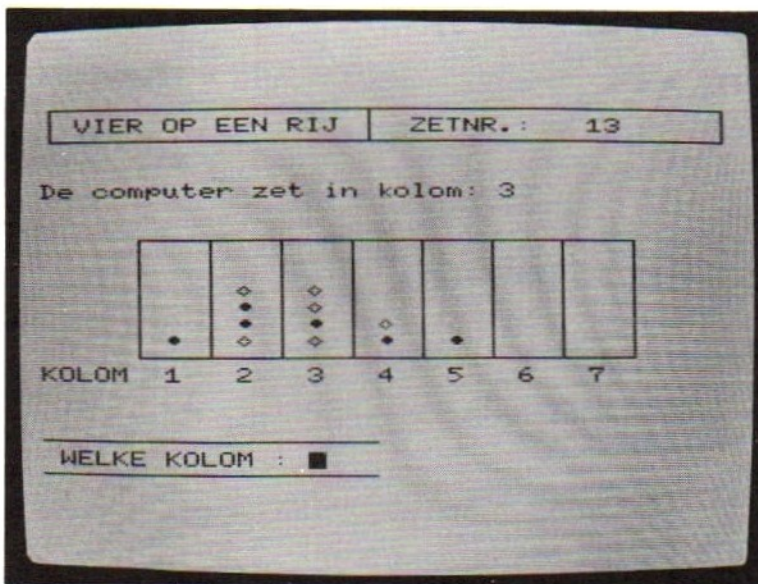 VIER OP EEN RIJ ZETNR.: 13
De computer zet in kolom: 3
KOLOM 1 2 3 4 5 6 7
WELKE KOLOM :